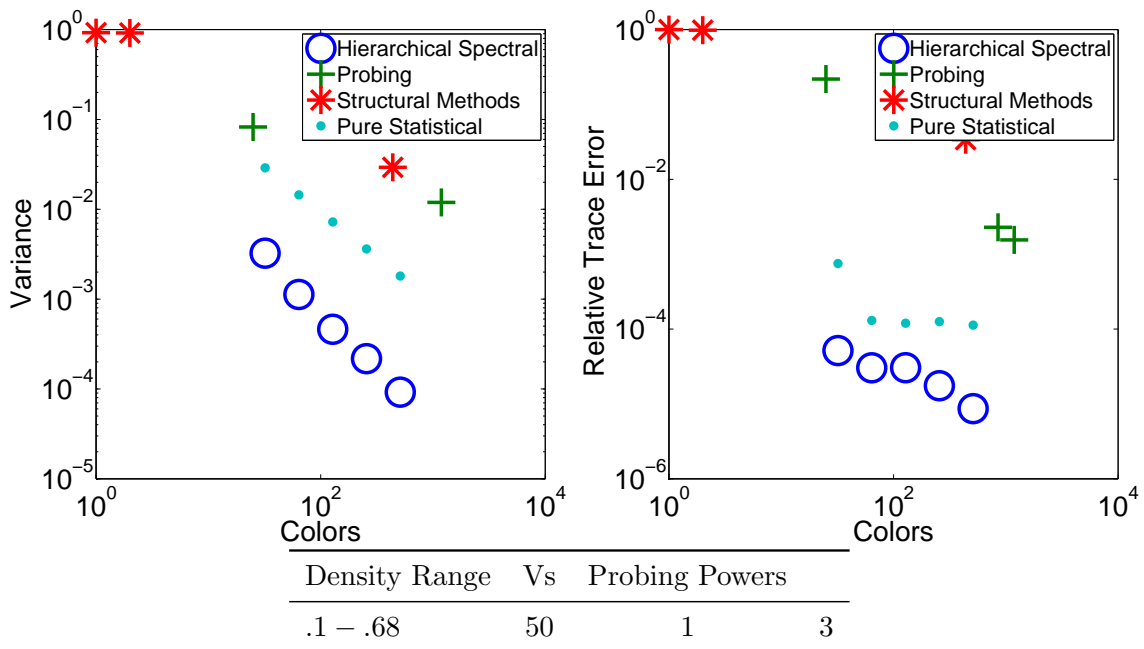 10^0
10^-1
10^-2
10^-3
10^-4
10^-5
Variance
10^0
10^2
10^4
Colors
Hierarchical Spectral
Probing
Structural Methods
Pure Statistical
10^0
10^-2
10^-4
10^-6
Relative Trace Error
10^0
10^2
10^4
Colors
Hierarchical Spectral
Probing
Structural Methods
Pure Statistical
Density Range Vs Probing Powers
.1 − .68 50 1 3